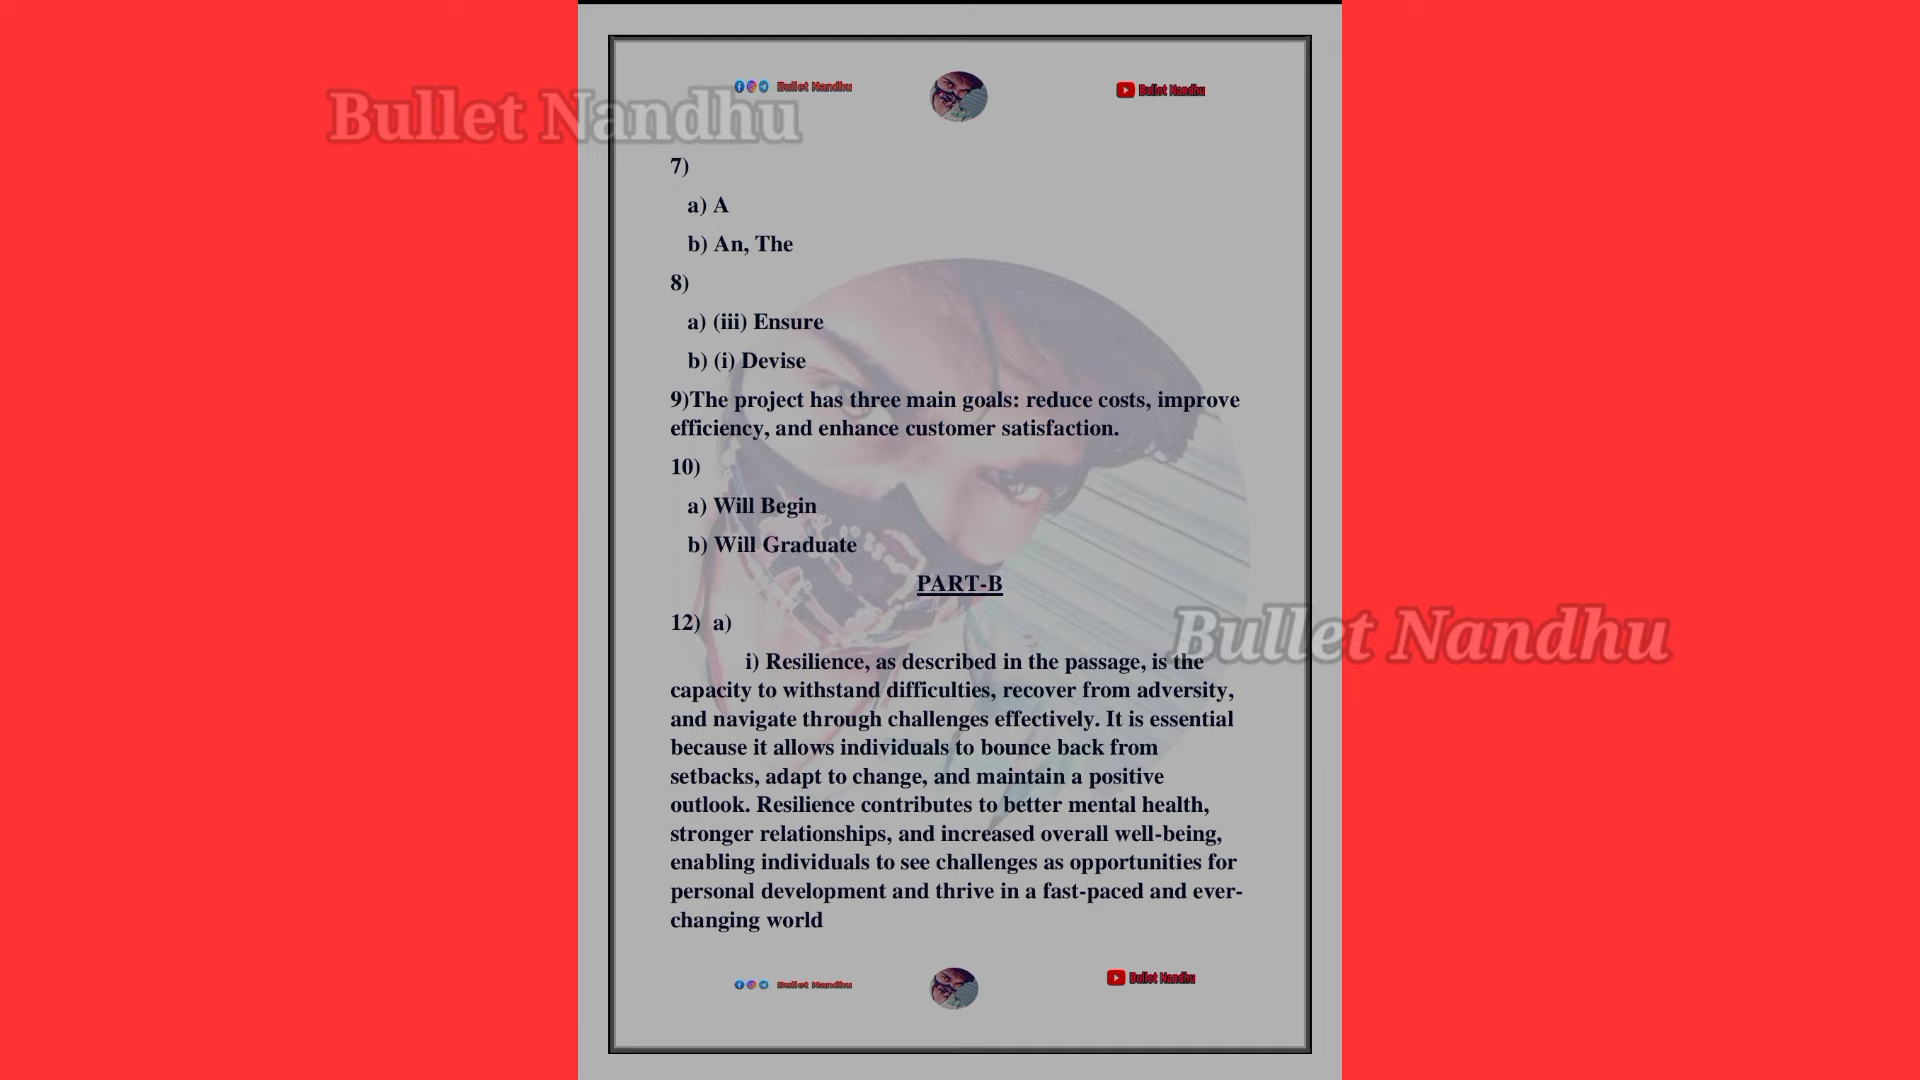 Bullet Nandhu
Bullet Nandhu
Bullet Nandhu
7)
a) A
b) An, The
8)
a) (iii) Ensure
b) (i) Devise
9)The project has three main goals: reduce costs, improve
efficiency, and enhance customer satisfaction.
10)
a) Will Begin
b) Will Graduate
PART-B
12) a)
Bullet Nandhu
i) Resilience, as described in the passage, is the
capacity to withstand difficulties, recover from adversity,
and navigate through challenges effectively. It is essential
because it allows individuals to bounce back from
setbacks, adapt to change, and maintain a positive
outlook. Resilience contributes to better mental health,
stronger relationships, and increased overall well-being,
enabling individuals to see challenges as opportunities for
personal development and thrive in a fast-paced and ever-
changing world
Bullet Nandhu
Bullet Nandhu